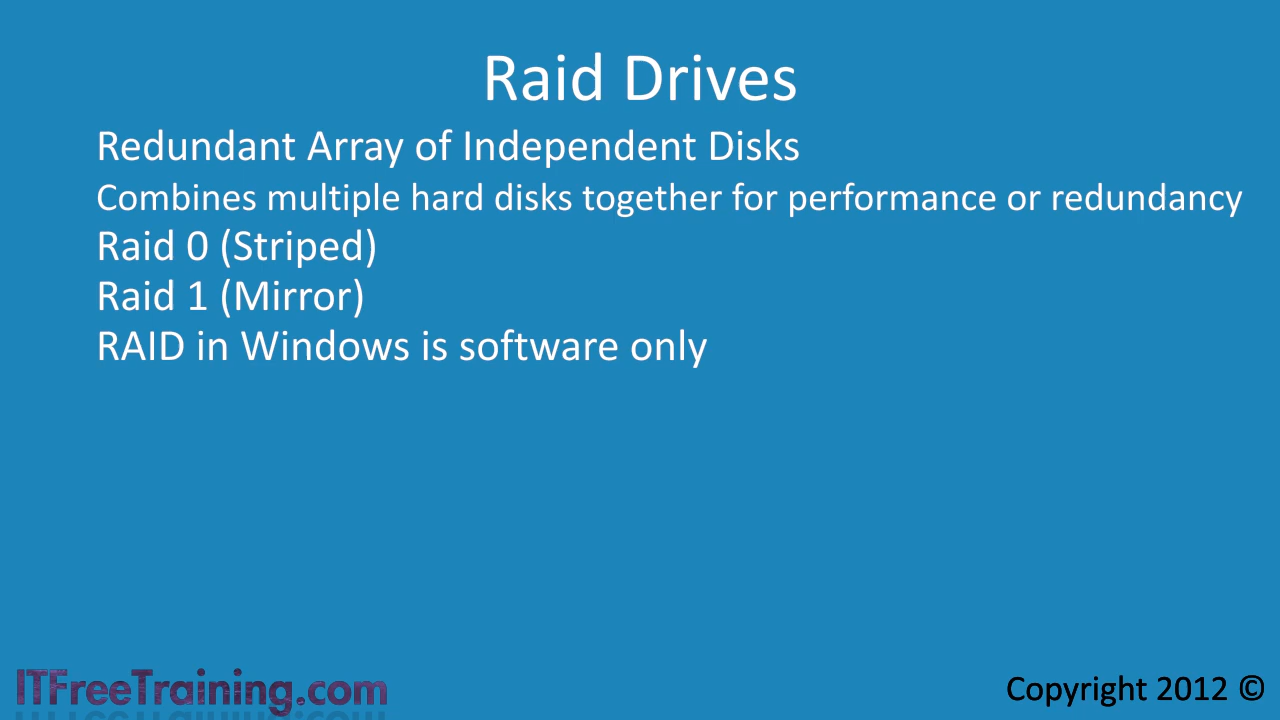 Raid Drives
Redundant Array of Independent Disks
Combines multiple hard disks together for performance or redundancy
Raid 0 (Striped)
Raid 1 (Mirror)
RAID in Windows is software only
ITFreeTraining.com
Copyright 2012 ©